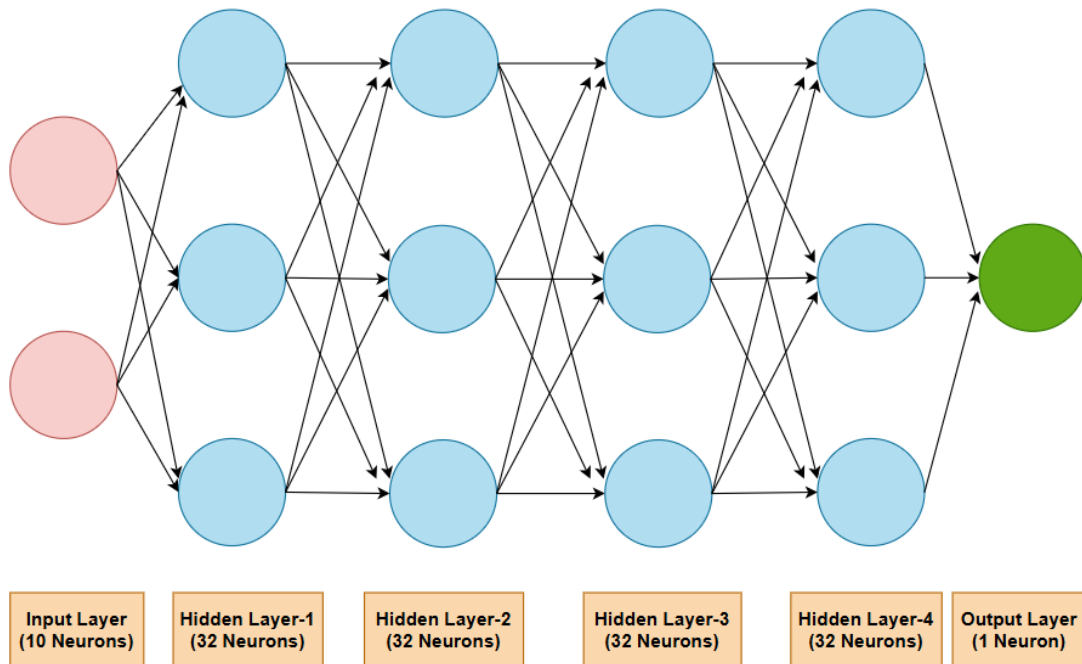 Input Layer
(10 Neurons)
Hidden Layer-1
(32 Neurons)
Hidden Layer-2
(32 Neurons)
Hidden Layer-3
(32 Neurons)
Hidden Layer-4
(32 Neurons)
Output Layer
(1 Neuron)